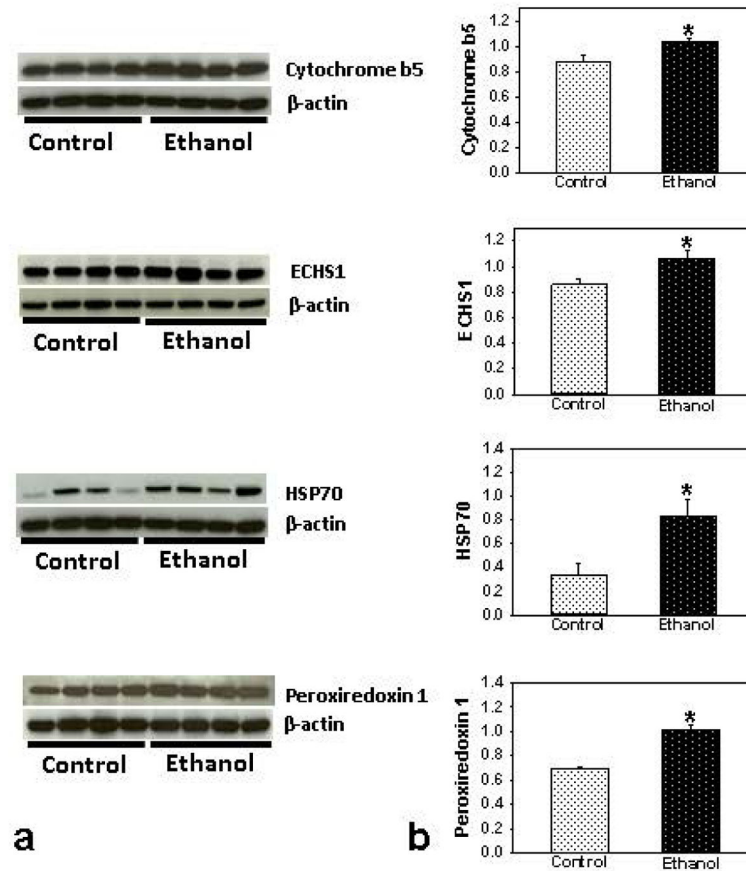 Cytochrome b5
β-actin
Control Ethanol
ECHS1
β-actin
Control Ethanol
HSP70
β-actin
Control Ethanol
Peroxiredoxin 1
β-actin
Control Ethanol
a
Cytochrome b5
1.2
1.0
0.8
0.6
0.4
0.2
0.0
*
Control Ethanol
ECHS1
1.2
1.0
0.8
0.6
0.4
0.2
0.0
*
Control Ethanol
HSP70
1.4
1.2
1.0
0.8
0.6
0.4
0.2
0.0
*
Control Ethanol
Peroxiredoxin 1
1.4
1.2
1.0
0.8
0.6
0.4
0.2
0.0
*
Control Ethanol
b